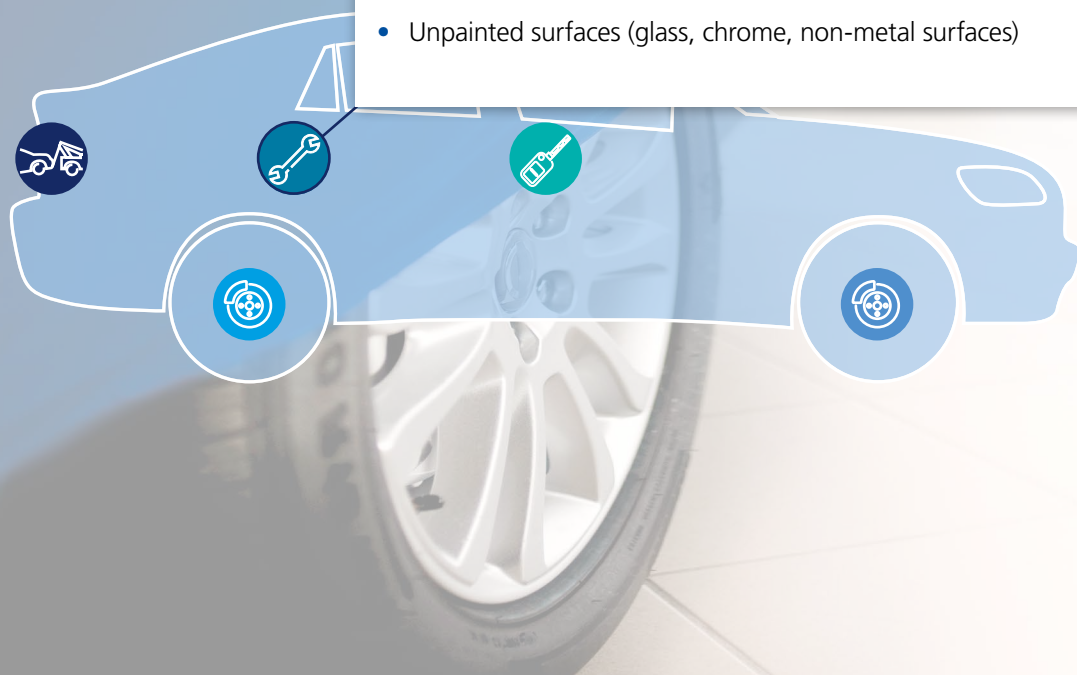 • Unpainted surfaces (glass, chrome, non-metal surfaces)